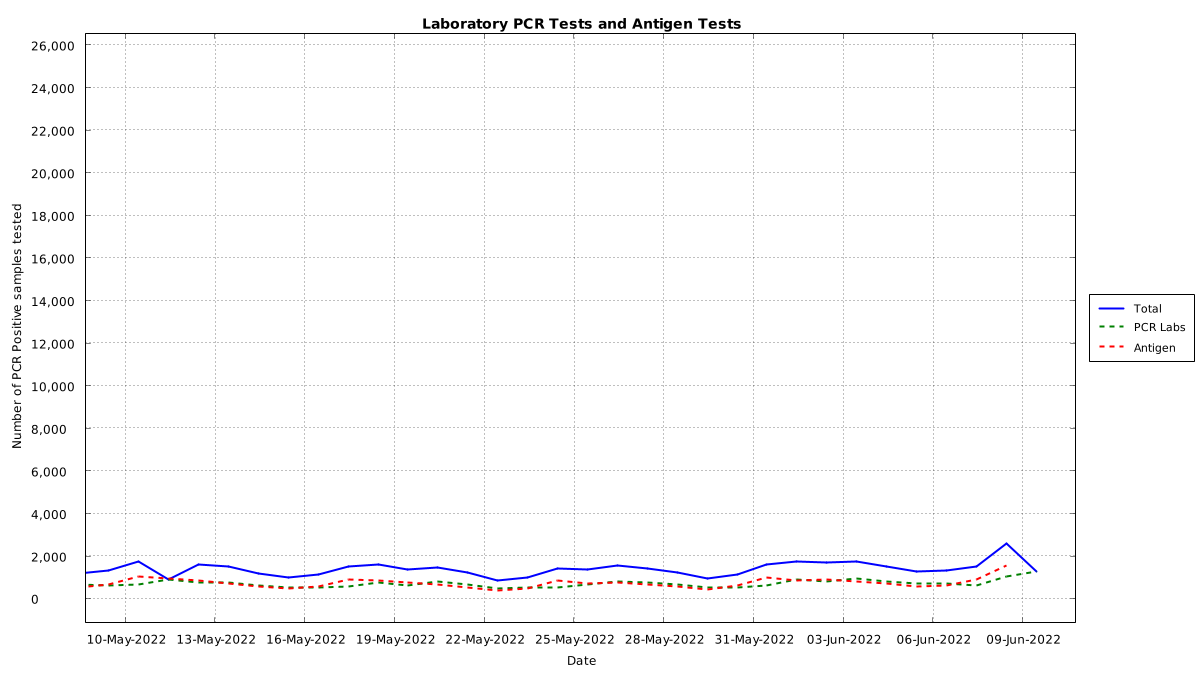 Laboratory PCR Tests and Antigen Tests
26,000
24,000
22,000
20,000
18,000
16,000
14,000
12,000
10,000
8,000
6,000
4,000
2,000
0
Number of PCR Positive samples tested
10-May-2022 13-May-2022 16-May-2022 19-May-2022 22-May-2022 25-May-2022 28-May-2022 31-May-2022 03-Jun-2022 06-Jun-2022 09-Jun-2022
Date
Total
PCR Labs
Antigen